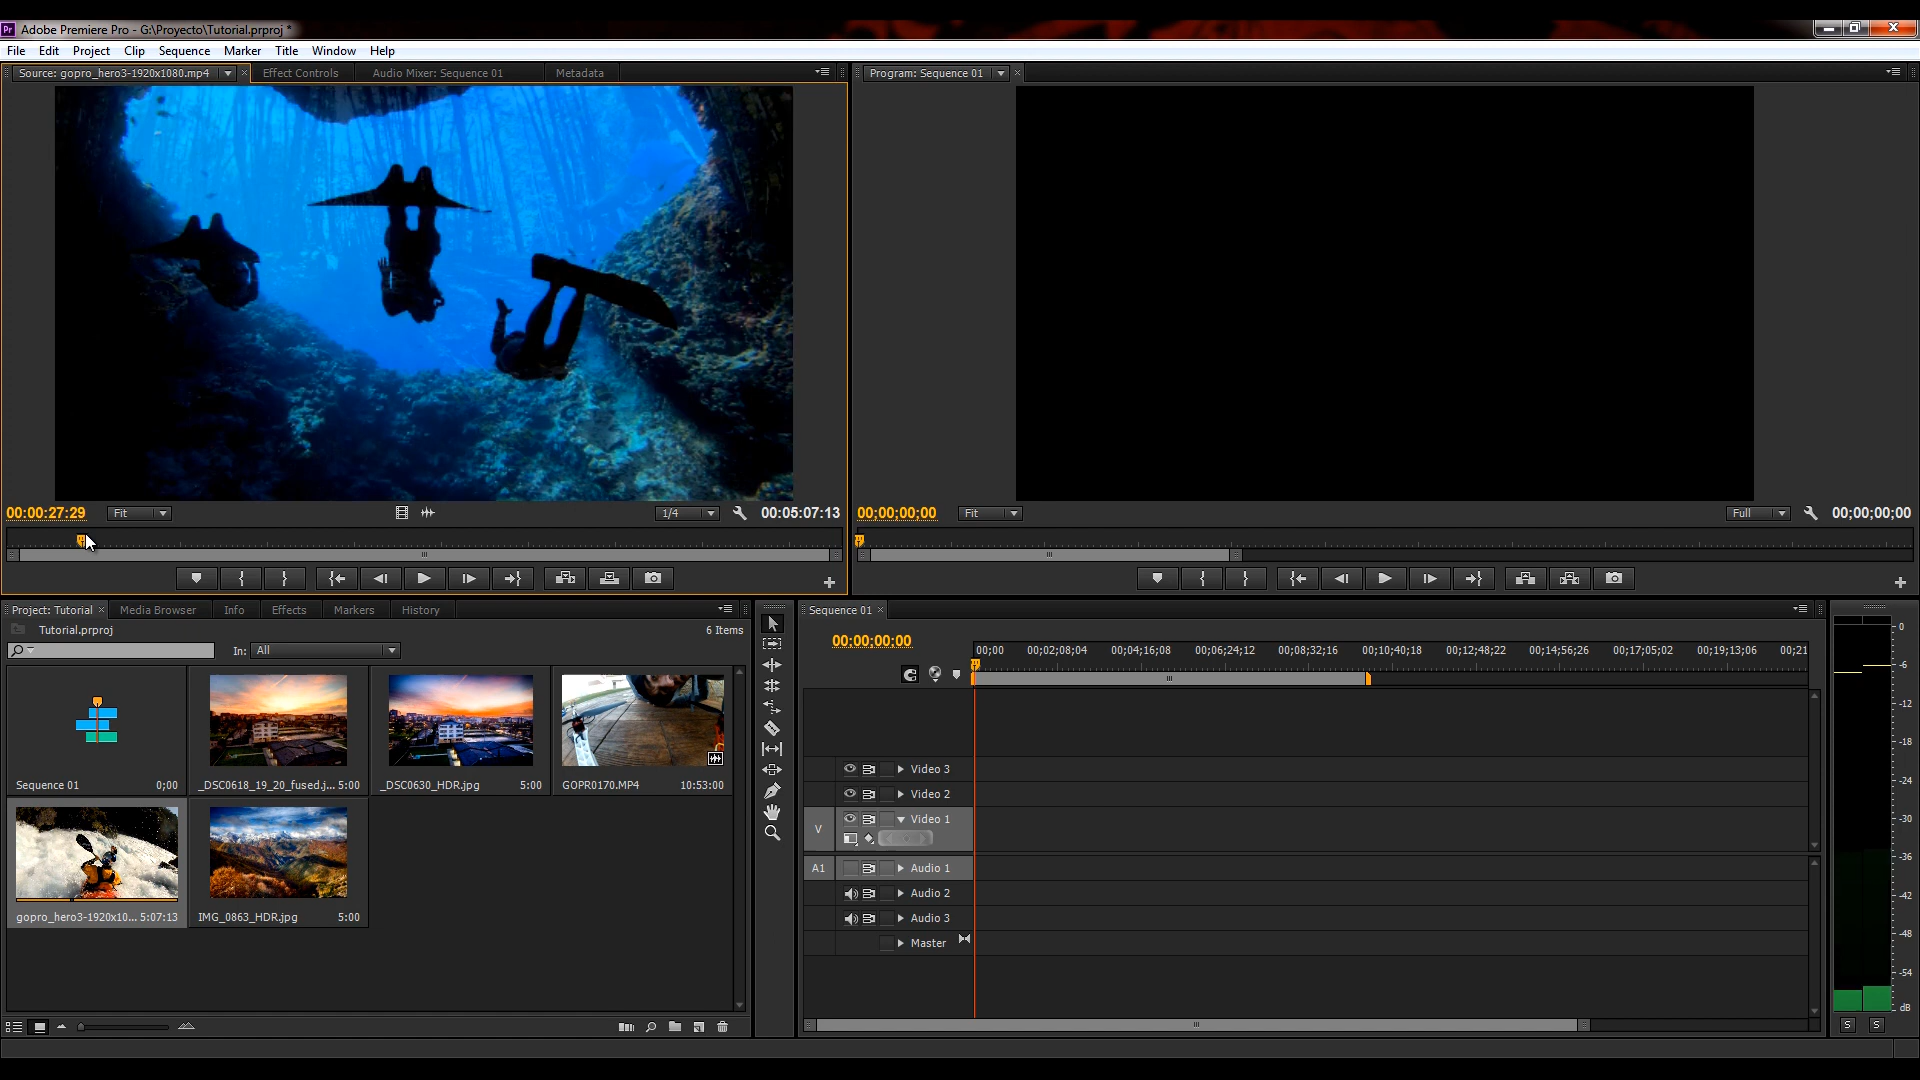 Pr Adobe Premiere Pro - G:\Proyecto\Tutorial.prproj *
File Edit Project Clip Sequence Marker Title Window Help
Source: gopro_hero3-1920x1080.mp4 Effect Controls Audio Mixer: Sequence 01 Metadata
Program: Sequence 01
00:00:27:29 Fit 1/4 00:05:07:13
00;00;00;00 Fit Full 00;00;00;00
Project: Tutorial Media Browser Info Effects Markers History
Tutorial.prproj 6 Items
In: All
Sequence 01 0;00
_DSC0618_19_20_fused.j... 5:00
_DSC0630_HDR.jpg 5:00
GOPR0170.MP4 10:53:00
gopro_hero3-1920x10... 5:07:13
IMG_0863_HDR.jpg 5:00
Sequence 01
00;00;00;00
00;00 00;02;08;04 00;04;16;08 00;06;24;12 00;08;32;16 00;10;40;18 00;12;48;22 00;14;56;26 00;17;05;02 00;19;13;06 00;21
Video 3
Video 2
V Video 1
A1 Audio 1
Audio 2
Audio 3
Master
0
-6
-12
-18
-24
-30
-36
-42
-48
-54
dB
S S